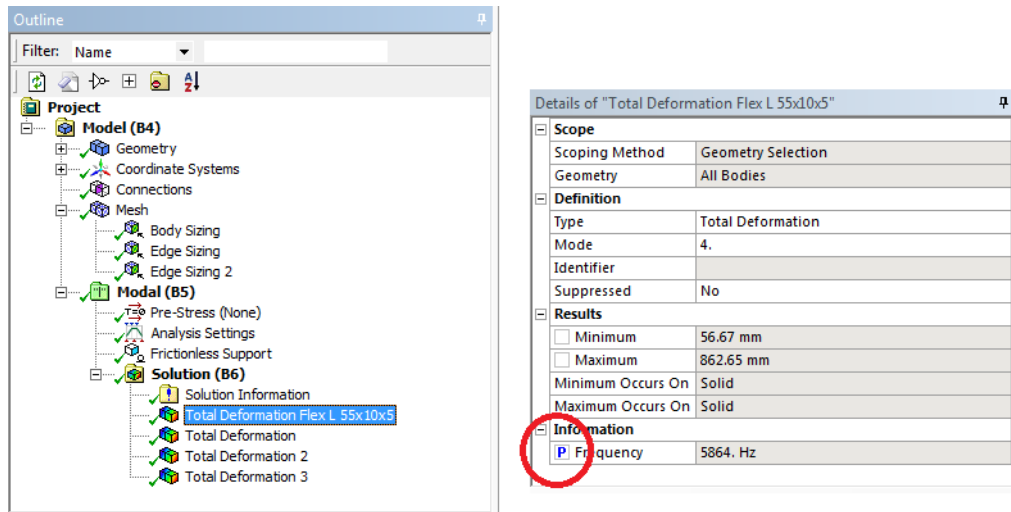 Outline
Filter: Name
Project
Model (B4)
Geometry
Coordinate Systems
Connections
Mesh
Body Sizing
Edge Sizing
Edge Sizing 2
Modal (B5)
Pre-Stress (None)
Analysis Settings
Frictionless Support
Solution (B6)
Solution Information
Total Deformation Flex L 55x10x5
Total Deformation
Total Deformation 2
Total Deformation 3
Details of "Total Deformation Flex L 55x10x5"
Scope
Scoping Method Geometry Selection
Geometry All Bodies
Definition
Type Total Deformation
Mode 4.
Identifier
Suppressed No
Results
Minimum 56.67 mm
Maximum 862.65 mm
Minimum Occurs On Solid
Maximum Occurs On Solid
Information
P Frequency 5864. Hz